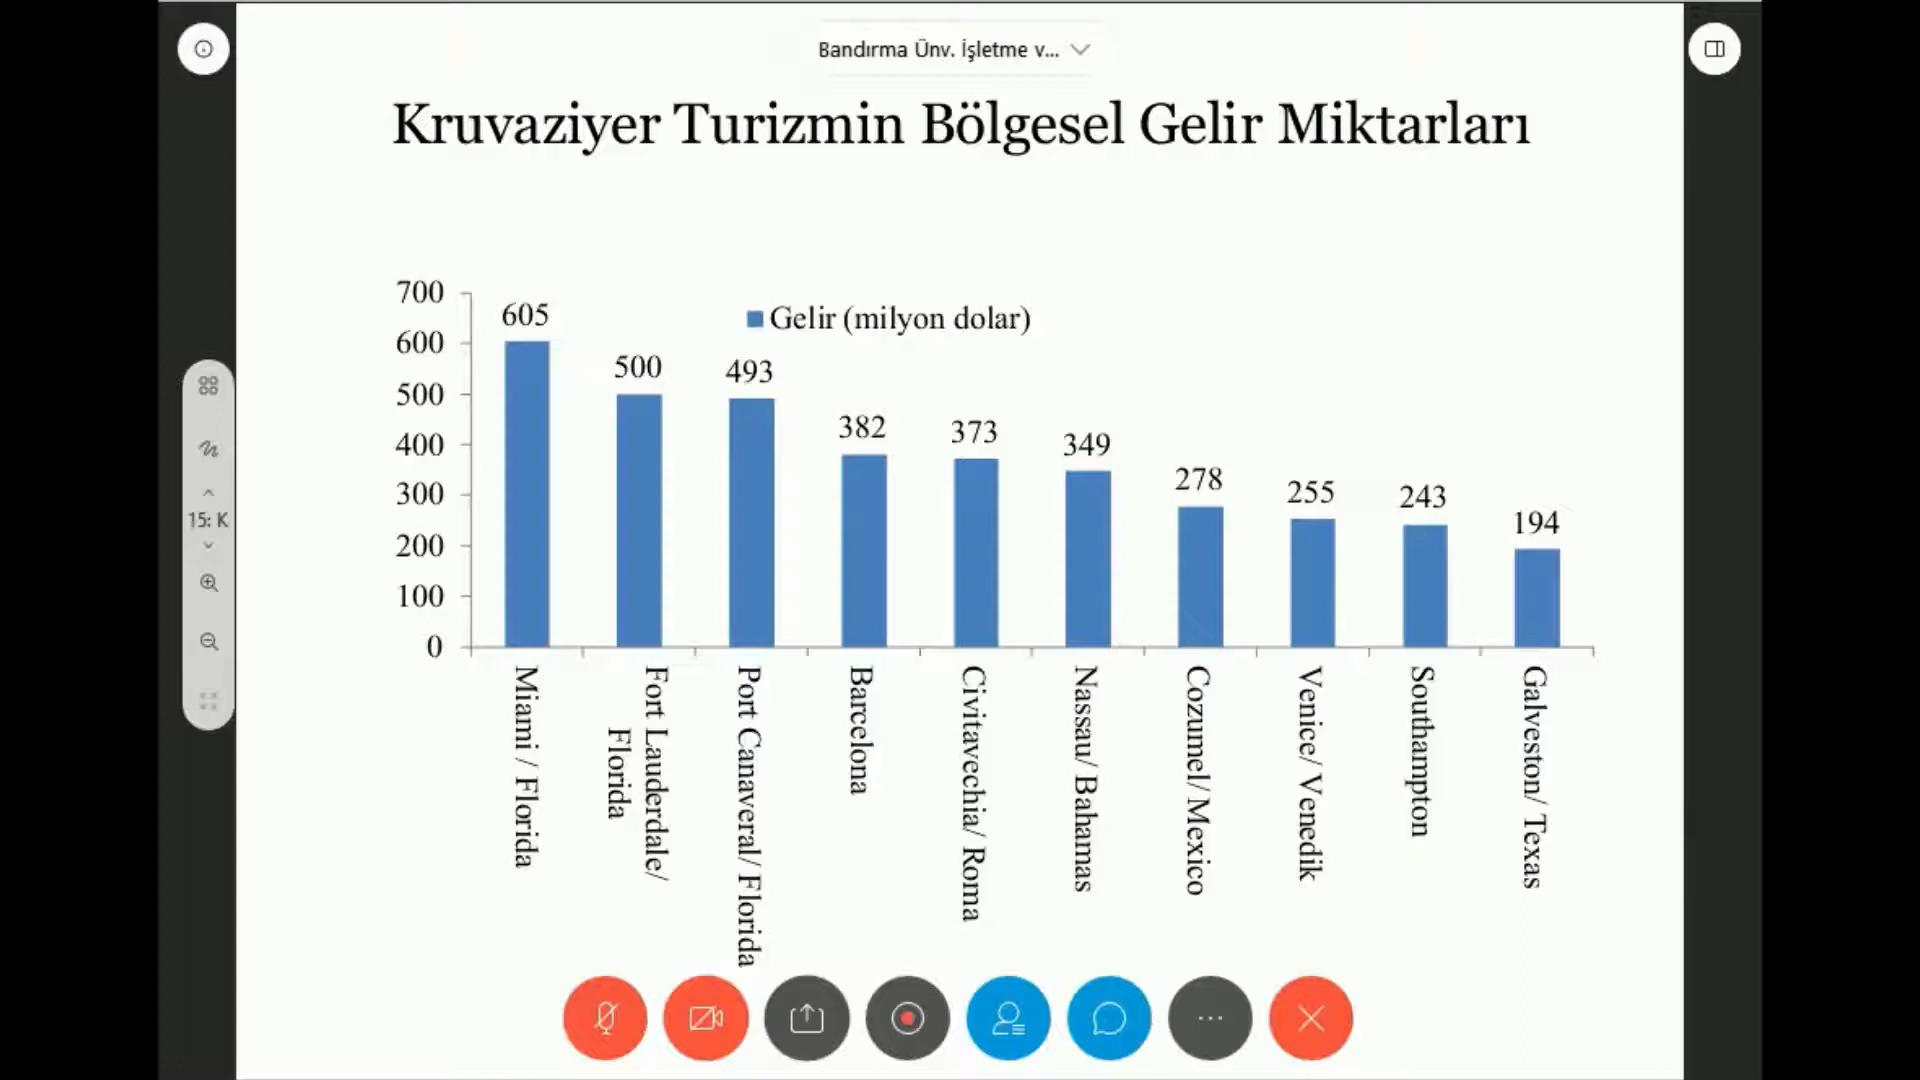 Bandırma Ünv. İşletme v...
Kruvaziyer Turizmin Bölgesel Gelir Miktarları
Gelir (milyon dolar)
700
600
500
400
300
200
100
0
605
500
493
382
373
349
278
255
243
194
Miami / Florida
Fort Lauderdale/
Florida
Port Canaveral/ Florida
Barcelona
Civitavechia/ Roma
Nassau/ Bahamas
Cozumel/ Mexico
Venice/ Venedik
Southampton
Galveston/ Texas
15: K